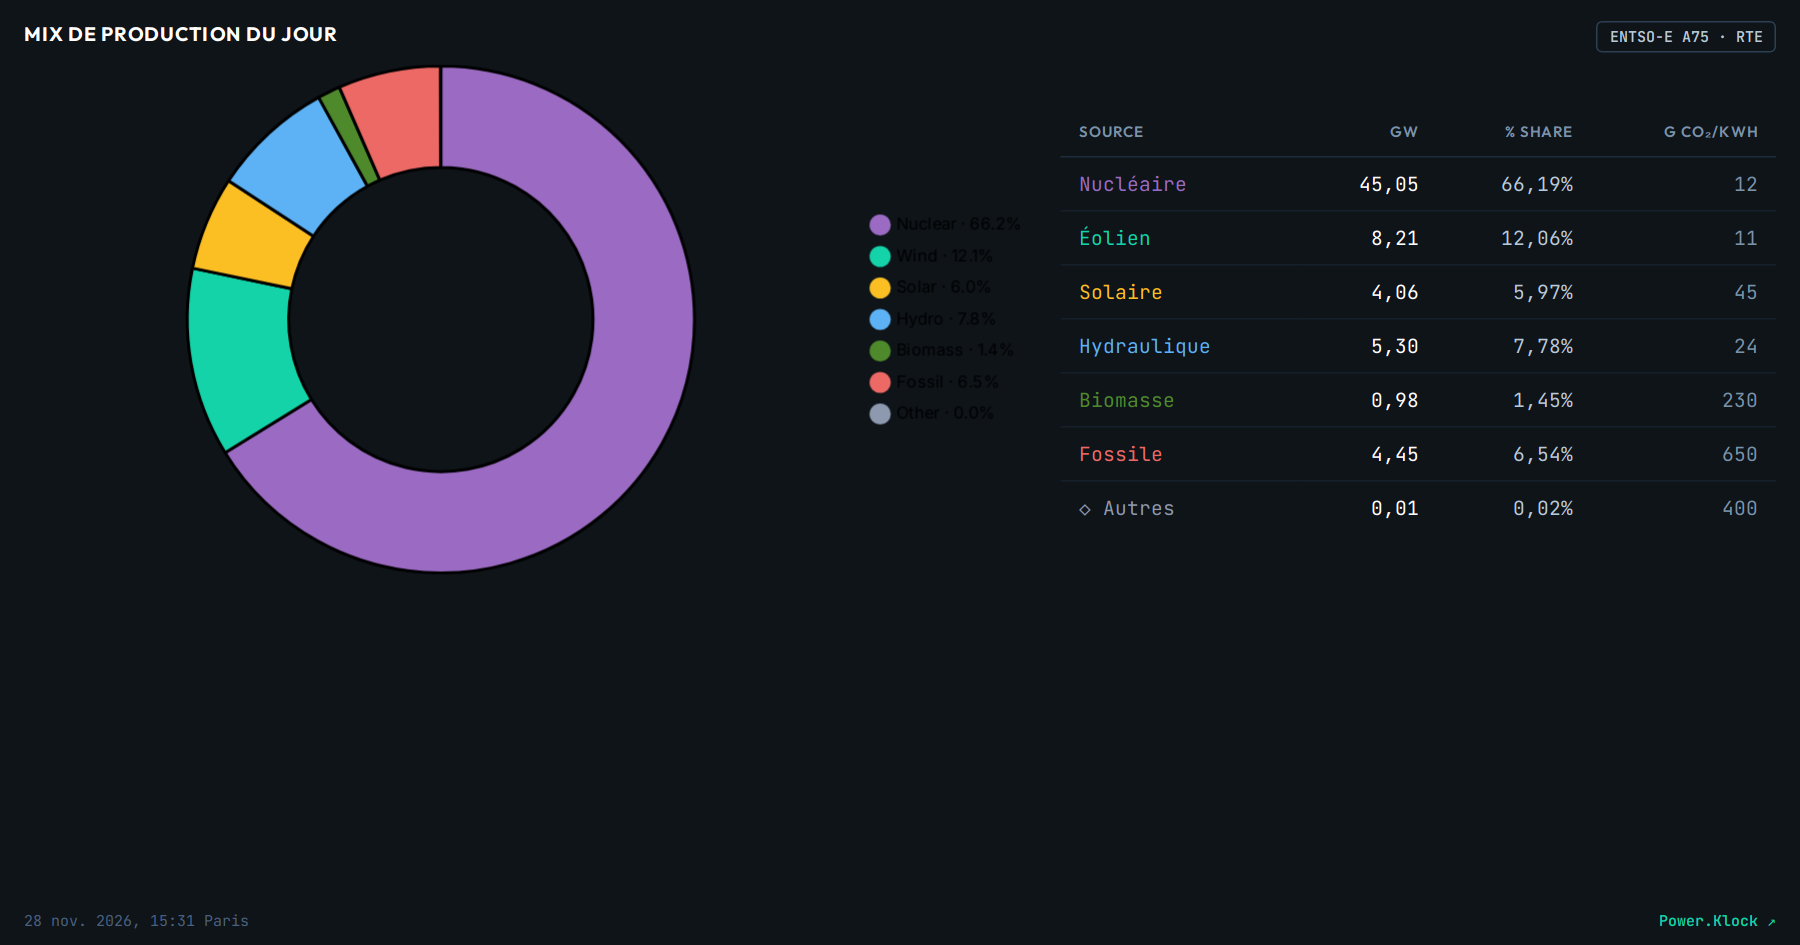 MIX DE PRODUCTION DU JOUR
ENTSO-E A75 · RTE
Nuclear · 66.2%
Wind · 12.1%
Solar · 6.0%
Hydro · 7.8%
Biomass · 1.4%
Fossil · 6.5%
Other · 0.0%
SOURCE GW % SHARE G CO₂/KWH
Nucléaire 45,05 66,19% 12
Éolien 8,21 12,06% 11
Solaire 4,06 5,97% 45
Hydraulique 5,30 7,78% 24
Biomasse 0,98 1,45% 230
Fossile 4,45 6,54% 650
◇ Autres 0,01 0,02% 400
28 nov. 2026, 15:31 Paris
Power.Klock ↗